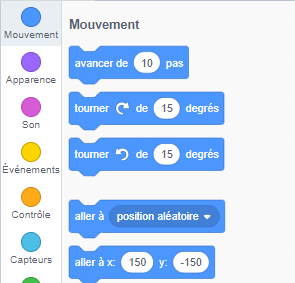 Mouvement
Apparence
Son
Événements
Contrôle
Capteurs
Mouvement
avancer de 10 pas
tourner de 15 degrés
tourner de 15 degrés
aller à position aléatoire
aller à x: 150 y: -150